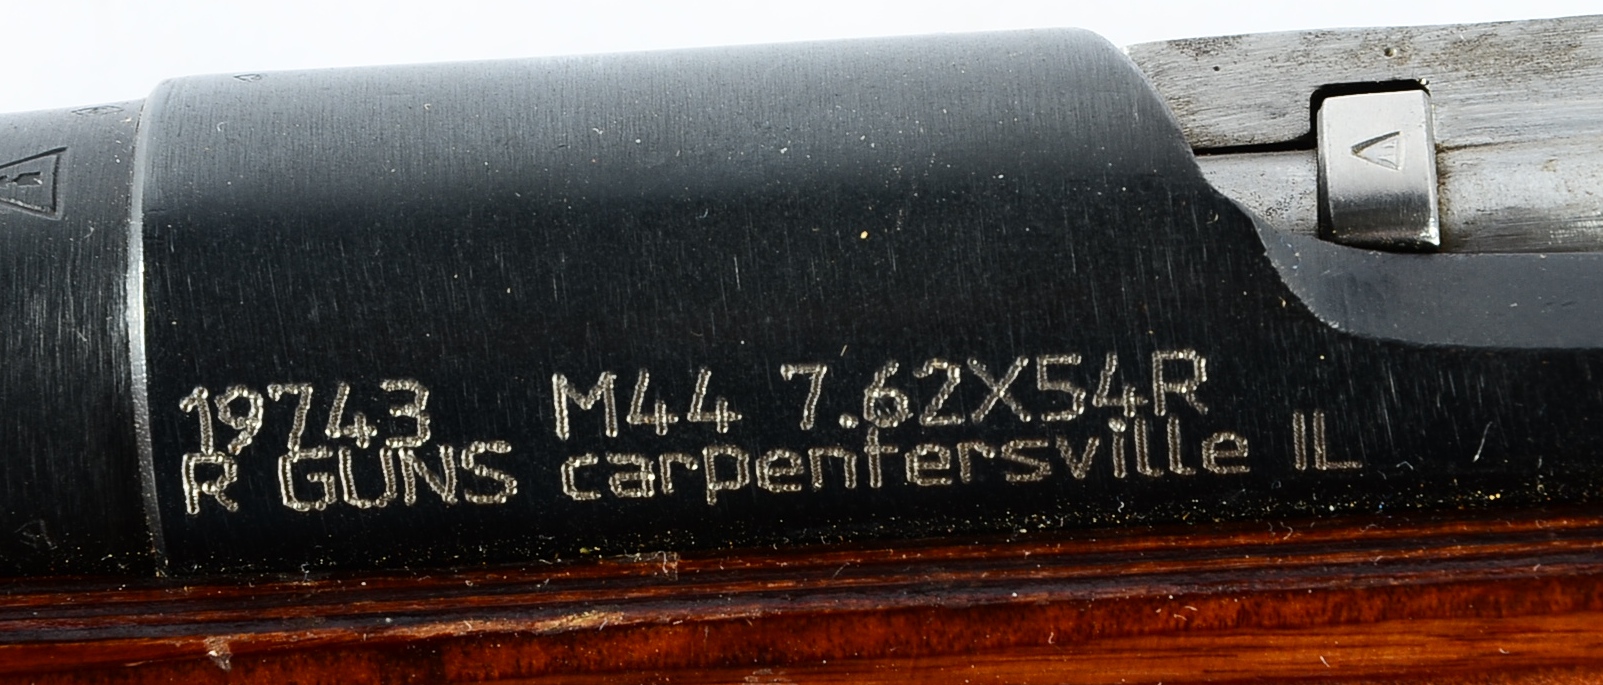 19743 M44 7.62X54R
R GUNS carpentersville IL